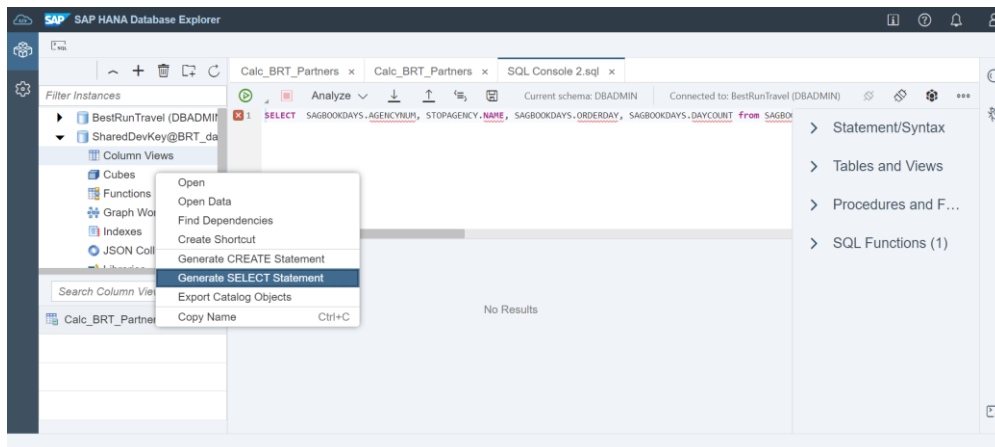 SAP SAP HANA Database Explorer
SQL
Calc_BRT_Partners × Calc_BRT_Partners × SQL Console 2.sql ×
Filter Instances
Analyze Current schema: DBADMIN Connected to: BestRunTravel (DBADMIN)
BestRunTravel (DBADMIN
1 SELECT SAGBOOKDAYS.AGENCYNUM, STOPAGENCY.NAME, SAGBOOKDAYS.ORDERDAY, SAGBOOKDAYS.DAYCOUNT from SAGBO
SharedDevKey@BRT_da
Column Views
Cubes
Functions
Graph Wo
Indexes
JSON Coll
Open
Open Data
Find Dependencies
Create Shortcut
Generate CREATE Statement
Generate SELECT Statement
Export Catalog Objects
Copy Name Ctrl+C
Search Column Vie
Calc_BRT_Partne
No Results
Statement/Syntax
Tables and Views
Procedures and F...
SQL Functions (1)